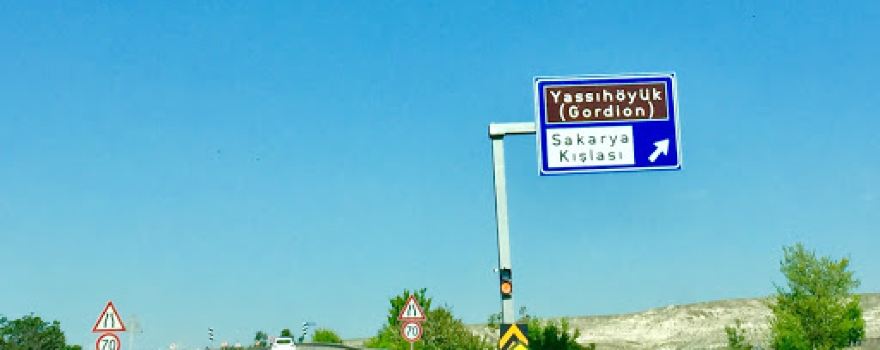 Yassıhöyük
(Gordion)
Sakarya
Kışlası
70
70